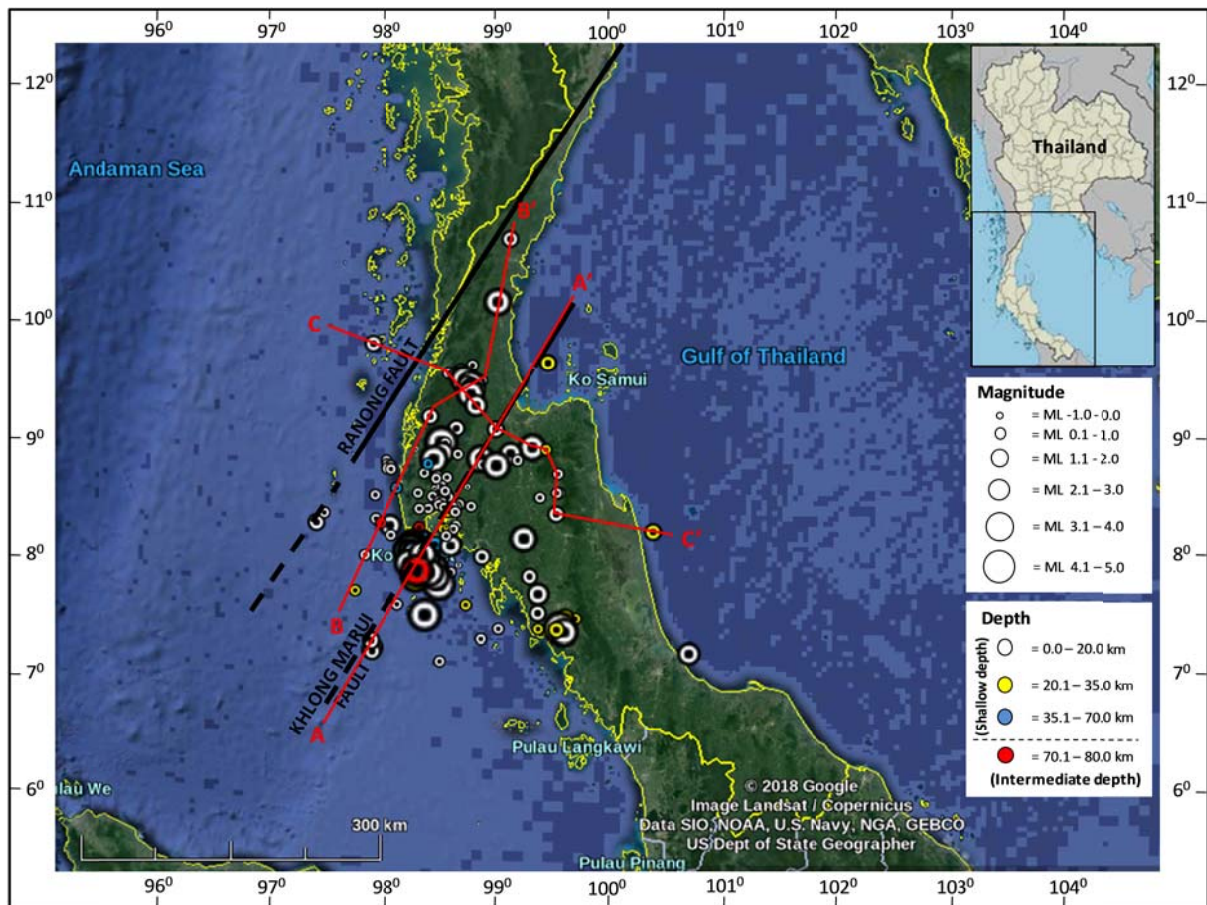 96⁰ 97⁰ 98⁰ 99⁰ 100⁰ 101⁰ 102⁰ 103⁰ 104⁰
12⁰
11⁰
10⁰
9⁰
8⁰
7⁰
6⁰
Andaman Sea
Gulf of Thailand
Ko Samui
Ko
Pulau Langkawi
Pulau Pinang
ulau We
RANONG FAULT
KHLONG MARUI
FAULT
A
A'
B
B'
C
C'
300 km
© 2018 Google
Image Landsat / Copernicus
Data SIO, NOAA, U.S. Navy, NGA, GEBCO
US Dept of State Geographer
96⁰ 97⁰ 98⁰ 99⁰ 100⁰ 101⁰ 102⁰ 103⁰ 104⁰
Thailand
12⁰
11⁰
10⁰
9⁰
8⁰
7⁰
6⁰
Magnitude
= ML -1.0 - 0.0
= ML 0.1 – 1.0
= ML 1.1 – 2.0
= ML 2.1 – 3.0
= ML 3.1 – 4.0
= ML 4.1 – 5.0
Depth
(Shallow depth)
= 0.0 – 20.0 km
= 20.1 – 35.0 km
= 35.1 – 70.0 km
= 70.1 – 80.0 km
(Intermediate depth)